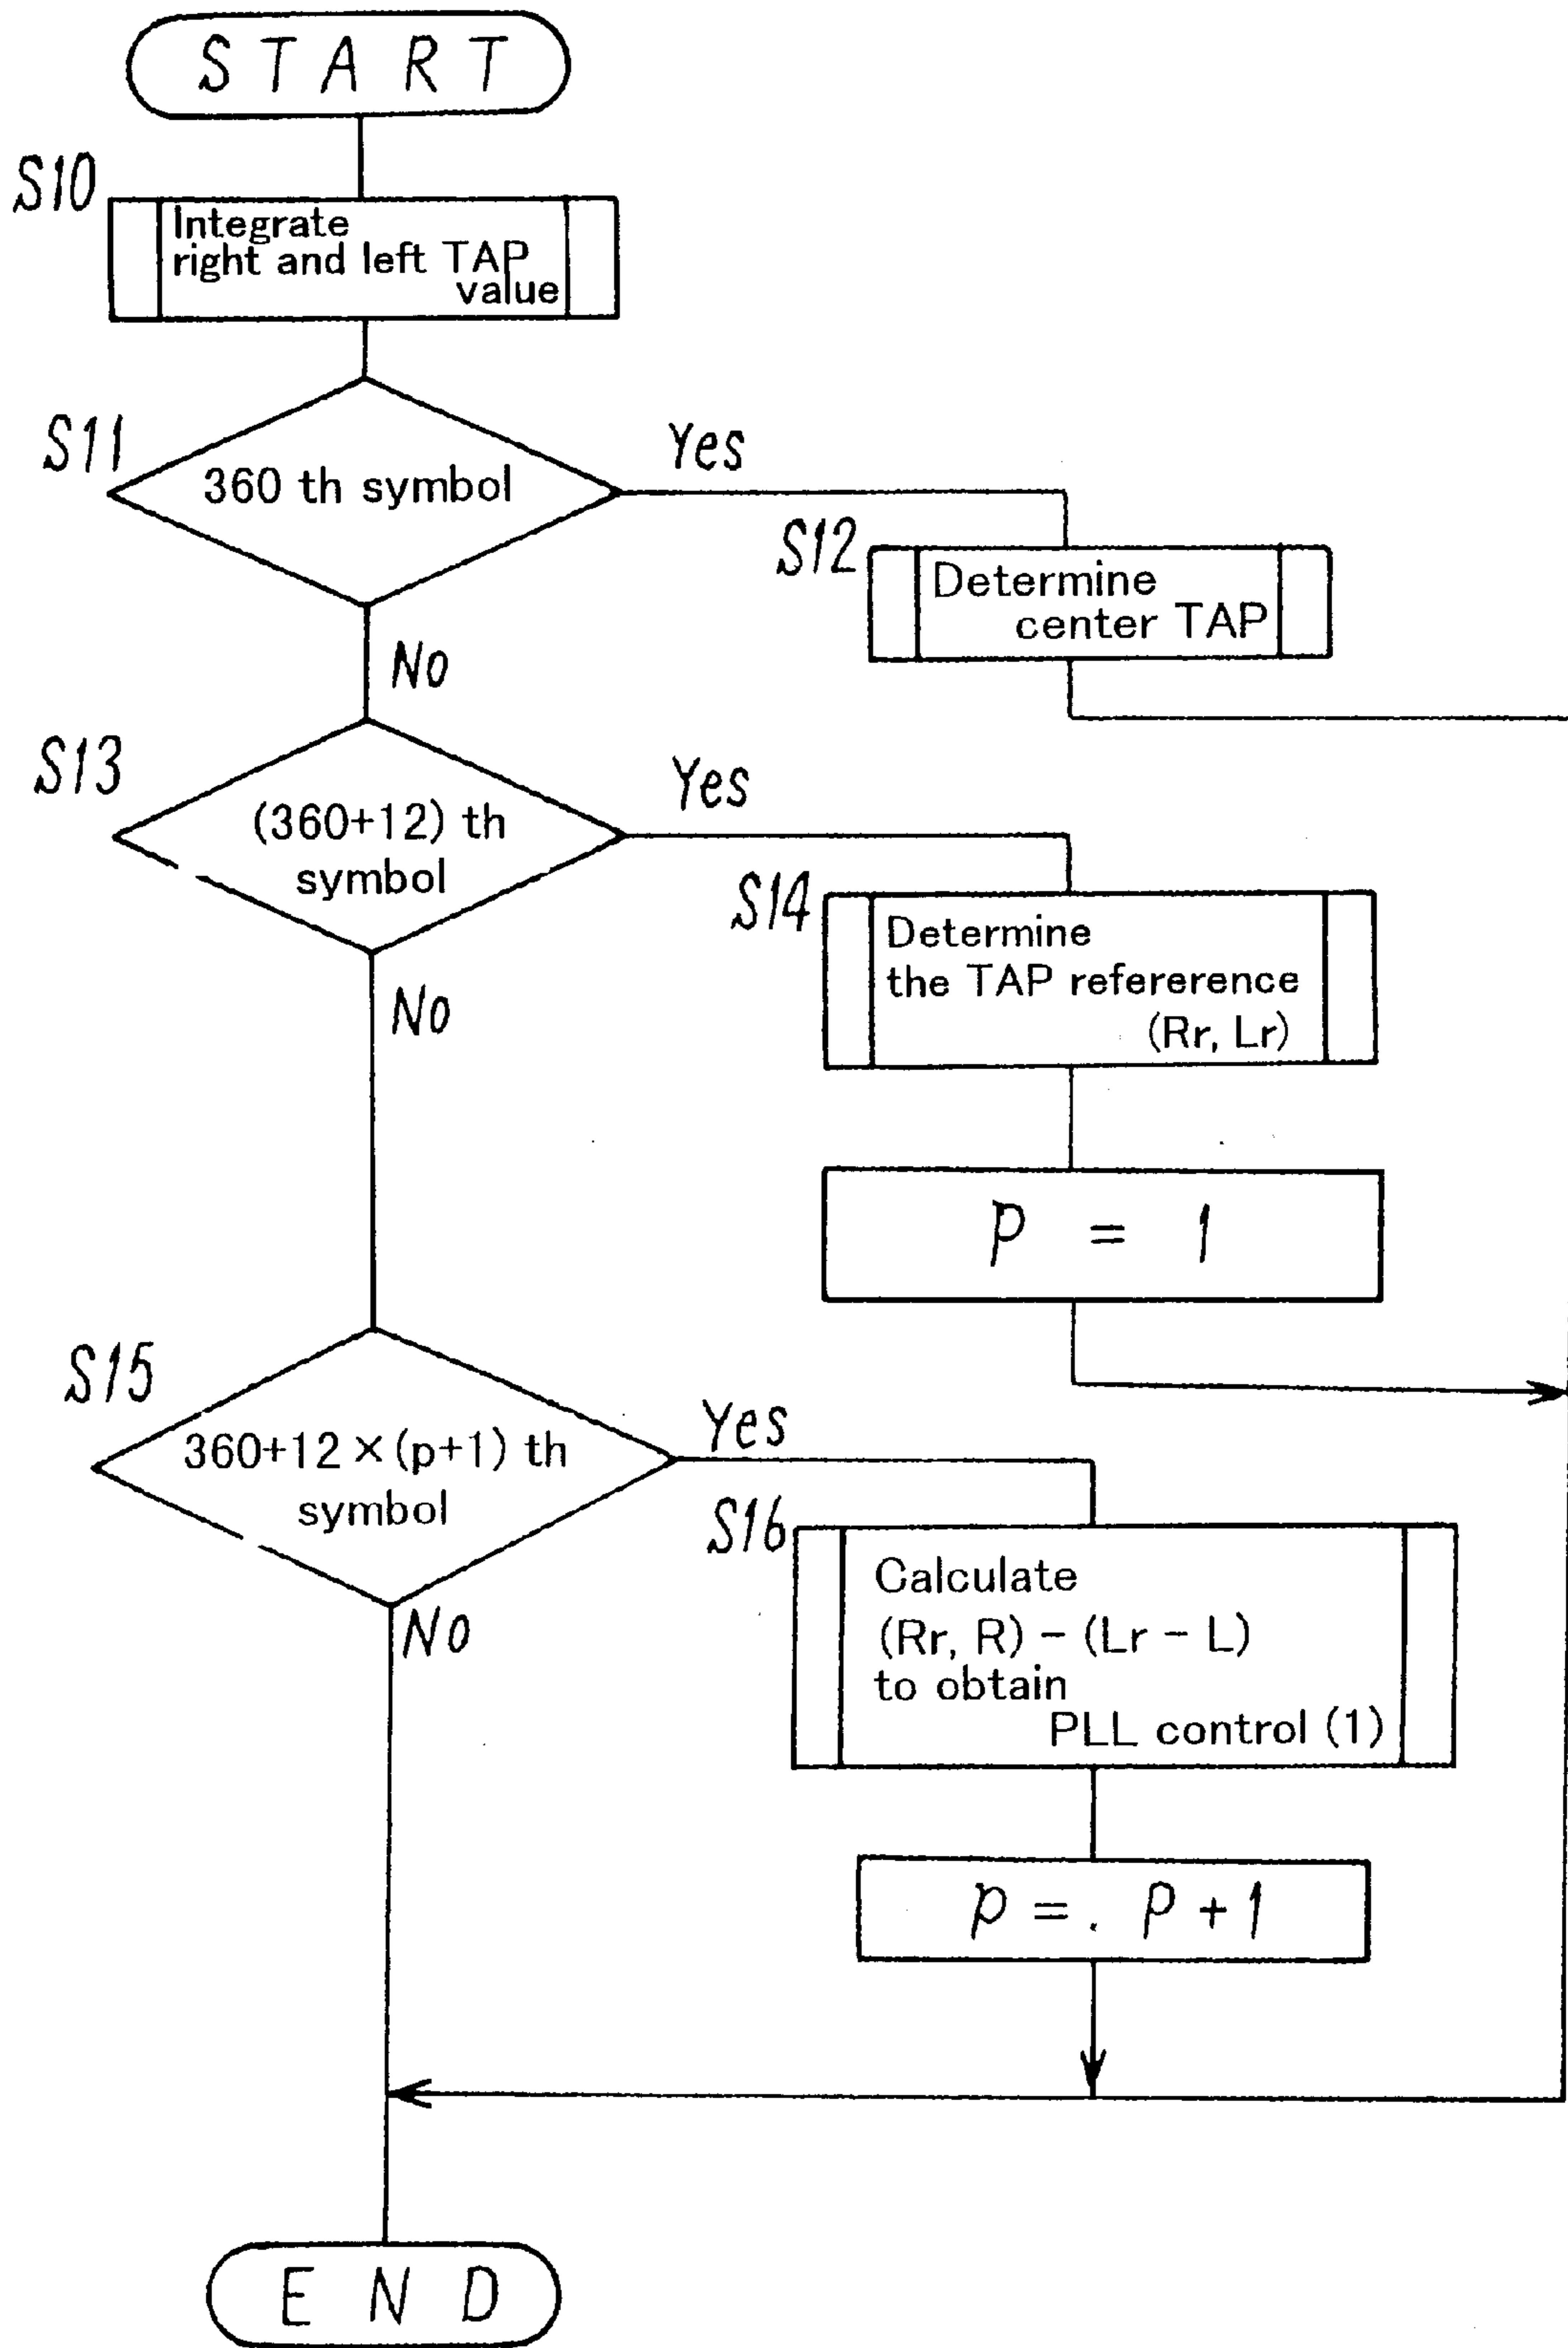 START
S10
Integrate
right and left TAP
value
S11
360 th symbol
Yes
S12
Determine
center TAP
No
S13
(360+12) th
symbol
Yes
S14
Determine
the TAP refererence
(Rr, Lr)
No
P = 1
S15
360+12×(p+1) th
symbol
Yes
S16
Calculate
(Rr, R) - (Lr - L)
to obtain
PLL control (1)
No
P = . P + 1
END